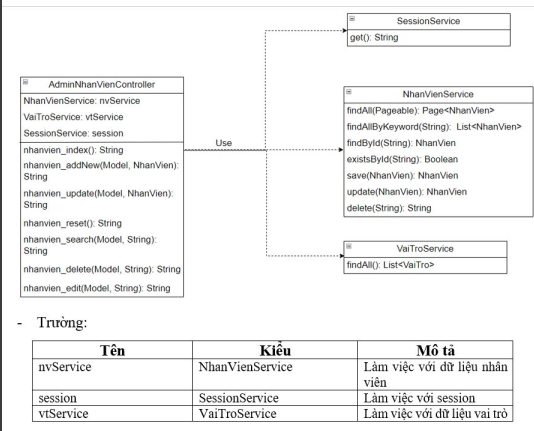 AdminNhanVienController
NhanVienService: nvService
VaiTroService: vtService
SessionService: session
nhanvien_index(): String
nhanvien_addNew(Model, NhanVien):
String
nhanvien_update(Model, NhanVien):
String
nhanvien_reset(): String
nhanvien_search(Model, String):
String
nhanvien_delete(Model, String): String
nhanvien_edit(Model, String): String
Use
SessionService
get(): String
NhanVienService
findAll(Pageable): Page<NhanVien>
findAllByKeyword(String): List<NhanVien>
findById(String): NhanVien
existsById(String): Boolean
save(NhanVien): NhanVien
update(NhanVien): NhanVien
delete(String): String
VaiTroService
findAll(): List<VaiTro>
- Trường:
Tên Kiểu Mô tả
nvService NhanVienService Làm việc với dữ liệu nhân
viên
session SessionService Làm việc với session
vtService VaiTroService Làm việc với dữ liệu vai trò